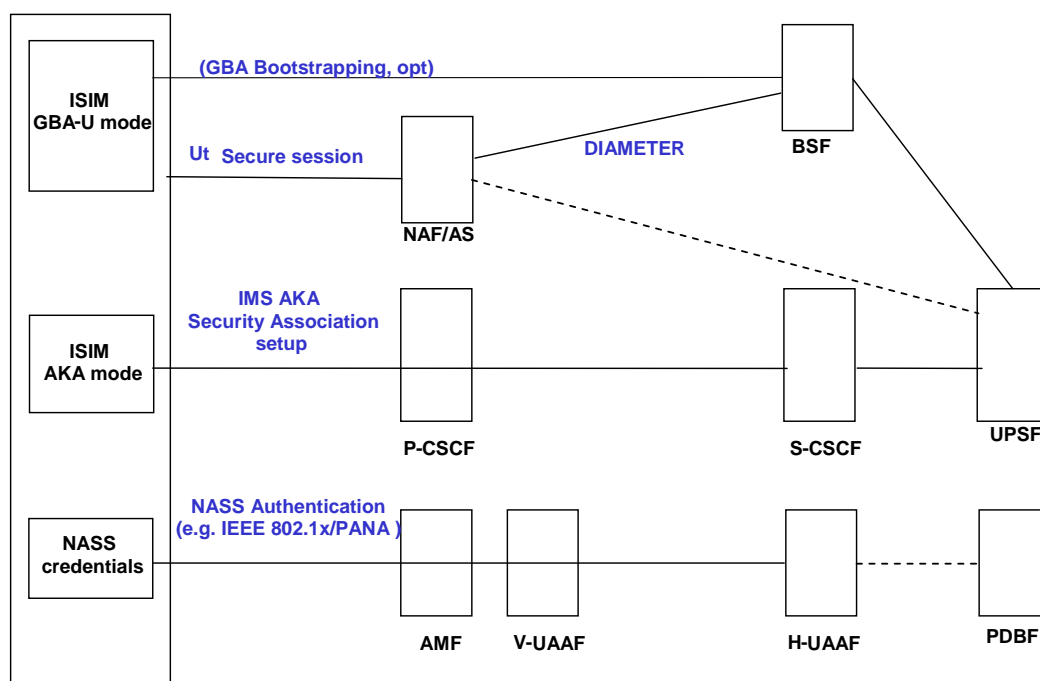 (GBA Bootstrapping, opt)
ISIM
GBA-U mode
BSF
Ut Secure session
DIAMETER
NAF/AS
IMS AKA
Security Association
setup
ISIM
AKA mode
P-CSCF
S-CSCF
UPSF
NASS Authentication
(e.g. IEEE 802.1x/PANA )
NASS
credentials
AMF
V-UAAF
H-UAAF
PDBF